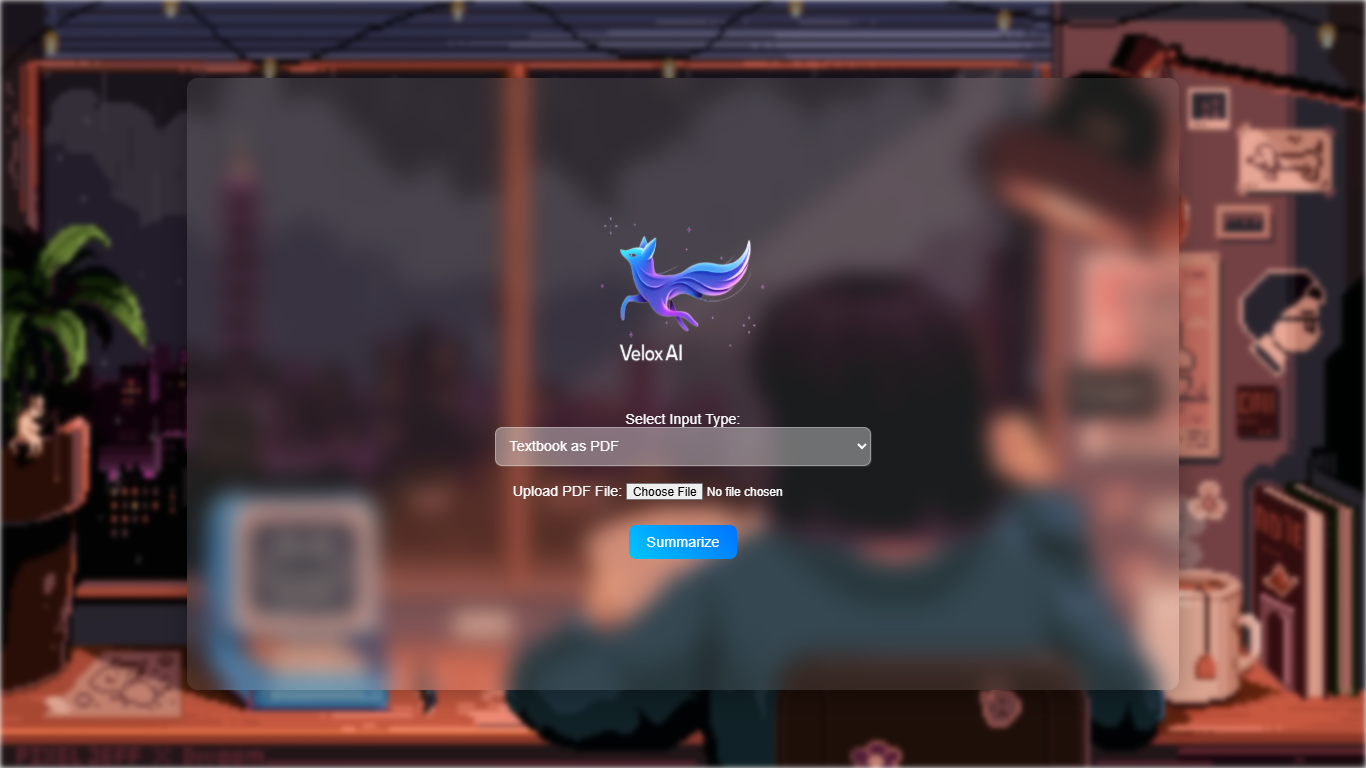 Velox AI
Select Input Type:
Textbook as PDF
Upload PDF File: Choose File No file chosen
Summarize